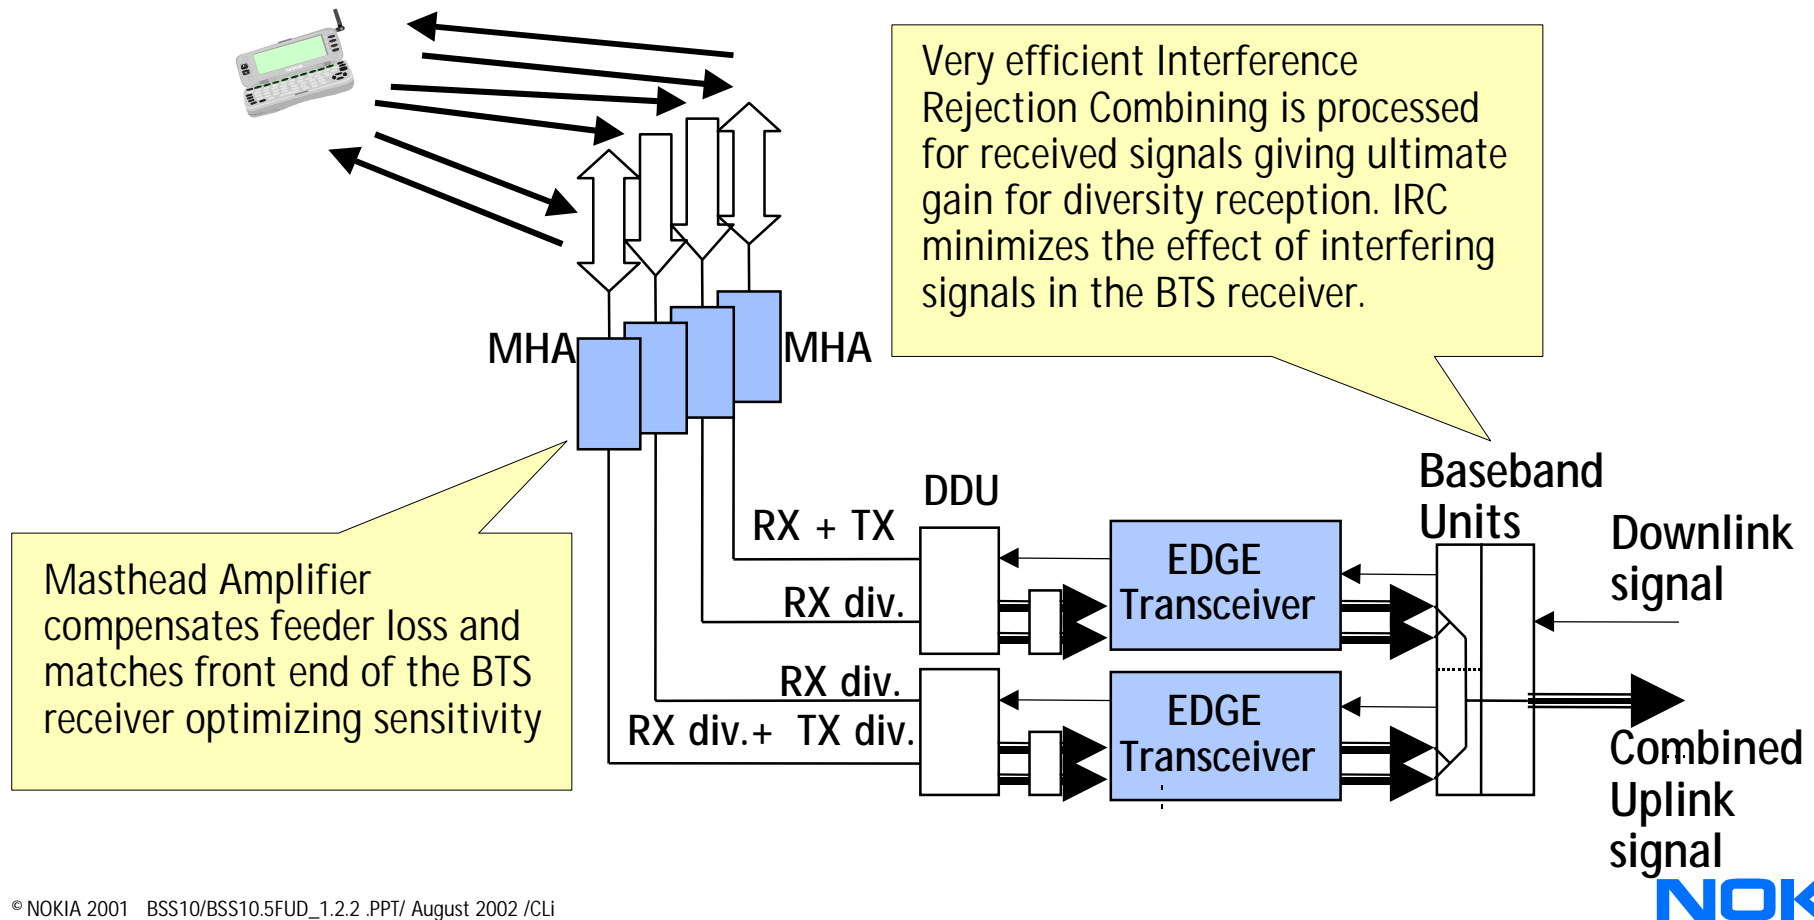 Very efficient Interference
Rejection Combining is processed
for received signals giving ultimate
gain for diversity reception. IRC
minimizes the effect of interfering
signals in the BTS receiver.
NOKIA
MHA
MHA
Masthead Amplifier
compensates feeder loss and
matches front end of the BTS
receiver optimizing sensitivity
DDU
RX + TX
RX div.
RX div.
RX div.+ TX div.
EDGE
Transceiver
EDGE
Transceiver
Baseband
Units
Downlink
signal
Combined
Uplink
signal
© NOKIA 2001 BSS10/BSS10.5FUD_1.2.2 .PPT/ August 2002 /CLi
NOK